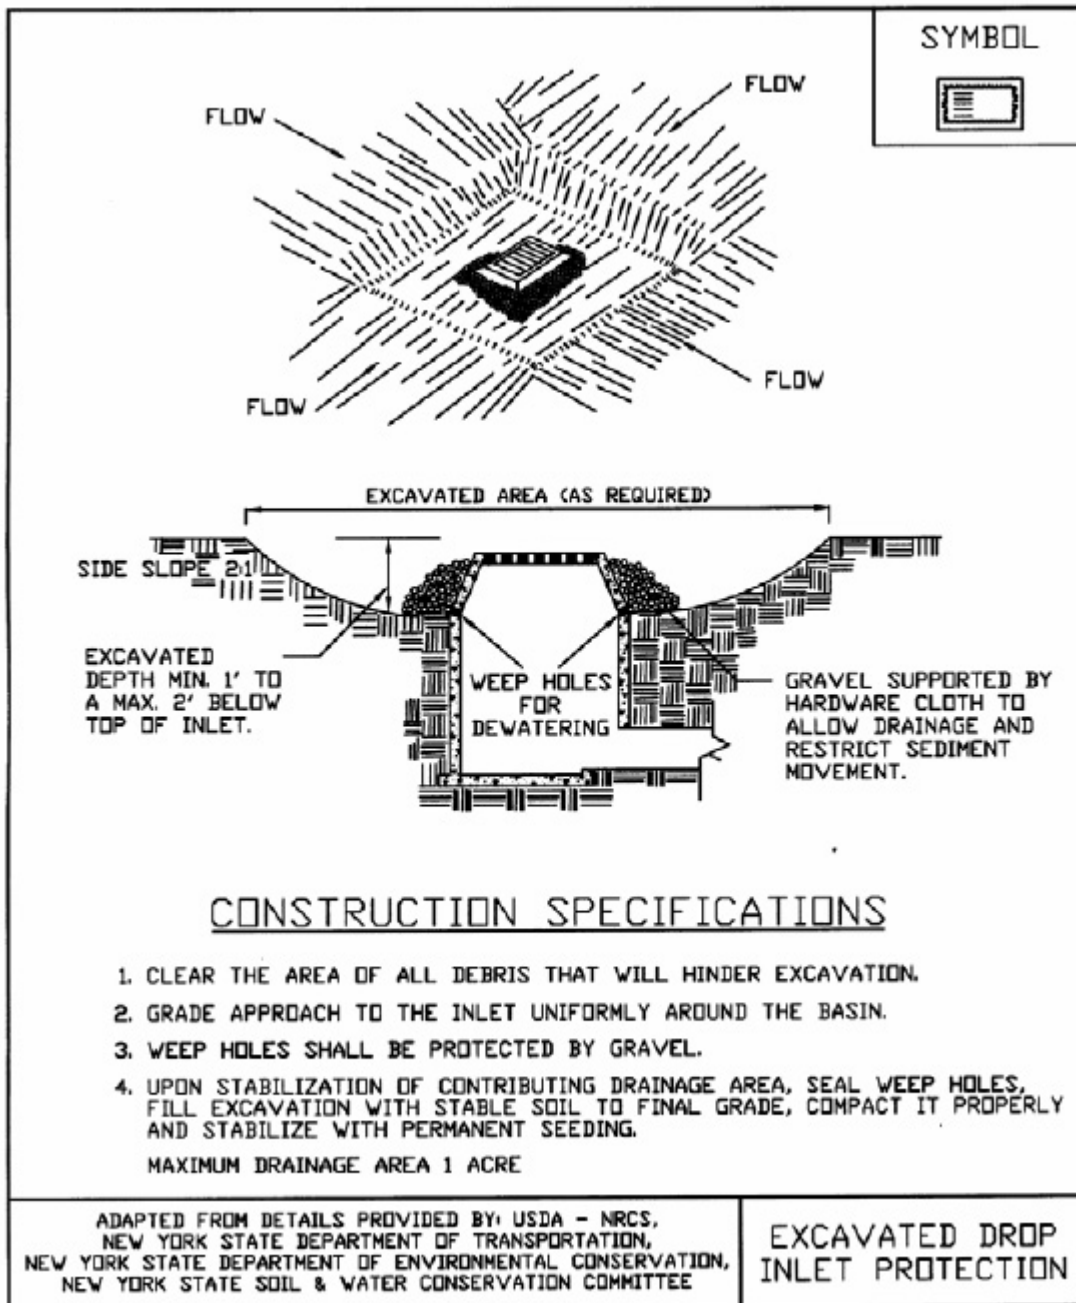 SYMBOL
FLOW
FLOW
FLOW
FLOW
EXCAVATED AREA (AS REQUIRED)
SIDE SLOPE 2:1
EXCAVATED
DEPTH MIN. 1' TO
A MAX. 2' BELOW
TOP OF INLET.
WEEP HOLES
FOR
DEWATERING
GRAVEL SUPPORTED BY
HARDWARE CLOTH TO
ALLOW DRAINAGE AND
RESTRICT SEDIMENT
MOVEMENT.
CONSTRUCTION SPECIFICATIONS
1. CLEAR THE AREA OF ALL DEBRIS THAT WILL HINDER EXCAVATION.
2. GRADE APPROACH TO THE INLET UNIFORMLY AROUND THE BASIN.
3. WEEP HOLES SHALL BE PROTECTED BY GRAVEL.
4. UPON STABILIZATION OF CONTRIBUTING DRAINAGE AREA, SEAL WEEP HOLES,
FILL EXCAVATION WITH STABLE SOIL TO FINAL GRADE, COMPACT IT PROPERLY
AND STABILIZE WITH PERMANENT SEEDING.
MAXIMUM DRAINAGE AREA 1 ACRE
ADAPTED FROM DETAILS PROVIDED BY: USDA - NRCS,
NEW YORK STATE DEPARTMENT OF TRANSPORTATION,
NEW YORK STATE DEPARTMENT OF ENVIRONMENTAL CONSERVATION,
NEW YORK STATE SOIL & WATER CONSERVATION COMMITTEE
EXCAVATED DROP
INLET PROTECTION